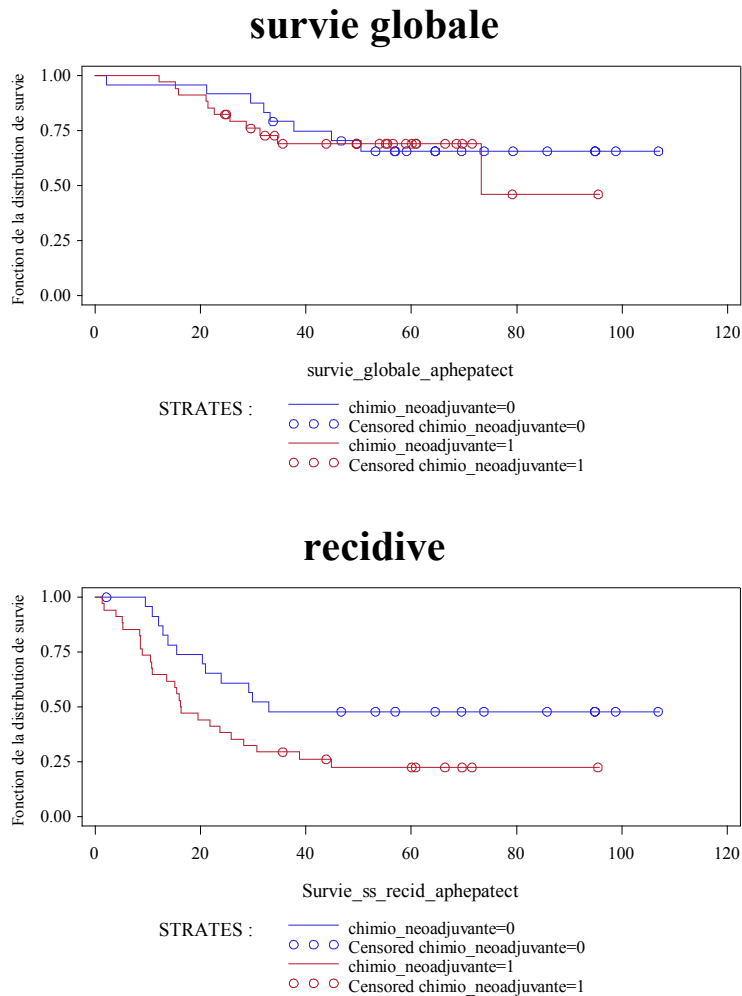 survie globale
Fonction de la distribution de survie
1.00
0.75
0.50
0.25
0.00
0 20 40 60 80 100 120
survie_globale_aphepatect
STRATES : chimio_neoadjuvante=0
Censored chimio_neoadjuvante=0
chimio_neoadjuvante=1
Censored chimio_neoadjuvante=1
recidive
Fonction de la distribution de survie
1.00
0.75
0.50
0.25
0.00
0 20 40 60 80 100 120
Survie_ss_recid_aphepatect
STRATES : chimio_neoadjuvante=0
Censored chimio_neoadjuvante=0
chimio_neoadjuvante=1
Censored chimio_neoadjuvante=1